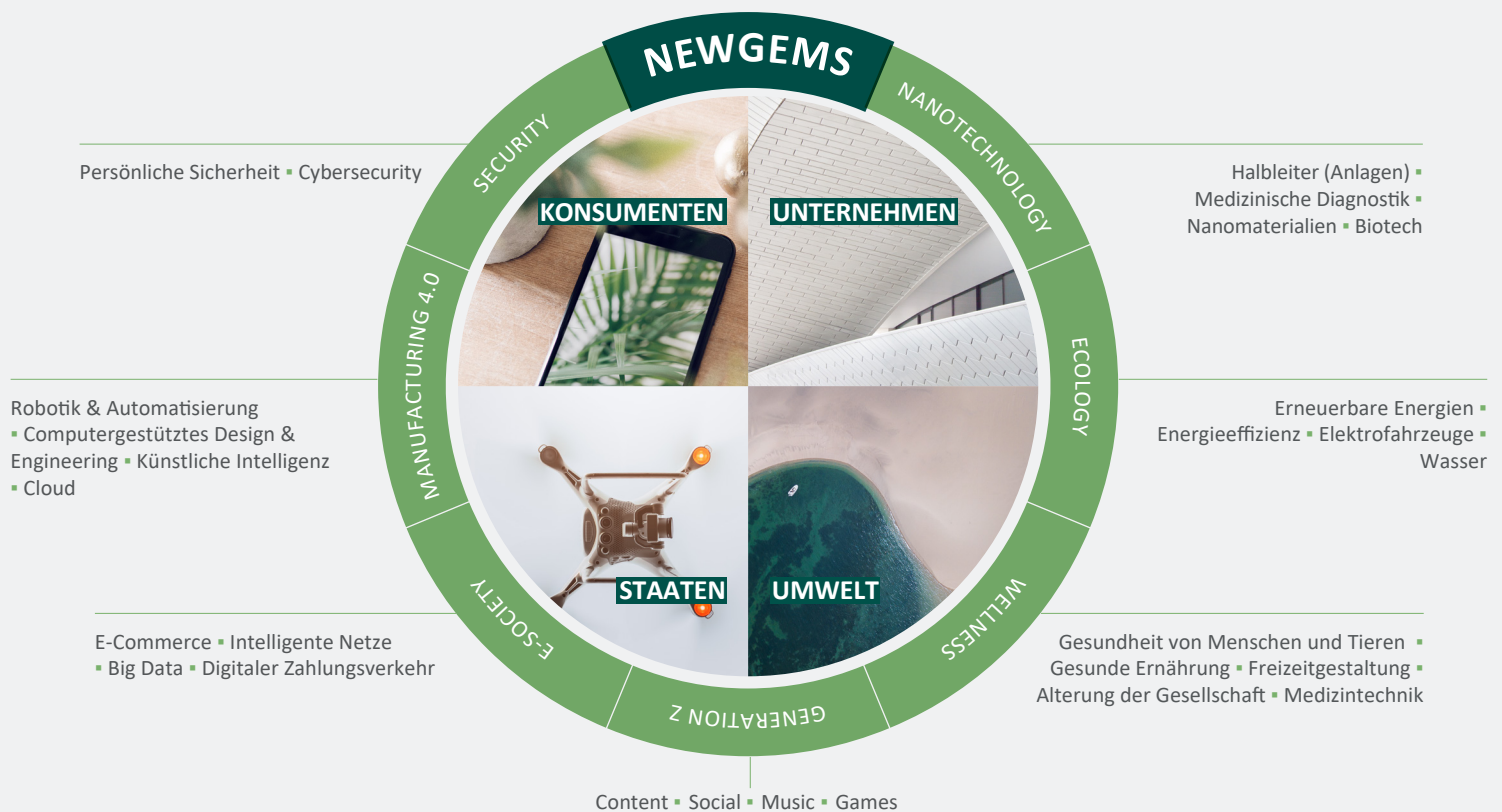 NEWGEMS
NANOTECHNOLOGY
SECURITY
Persönliche Sicherheit ▪ Cybersecurity
Halbleiter (Anlagen) ▪
Medizinische Diagnostik ▪
Nanomaterialien ▪ Biotech
KONSUMENTEN
UNTERNEHMEN
MANUFACTURING 4.0
ECOLOGY
Robotik & Automatisierung
▪ Computergestütztes Design &
Engineering ▪ Künstliche Intelligenz
▪ Cloud
Erneuerbare Energien ▪
Energieeffizienz ▪ Elektrofahrzeuge ▪
Wasser
STAATEN
UMWELT
E-SOCIETY
WELLNESS
E-Commerce ▪ Intelligente Netze
▪ Big Data ▪ Digitaler Zahlungsverkehr
Gesundheit von Menschen und Tieren ▪
Gesunde Ernährung ▪ Freizeitgestaltung ▪
Alterung der Gesellschaft ▪ Medizintechnik
GENERATION Z
Content ▪ Social ▪ Music ▪ Games